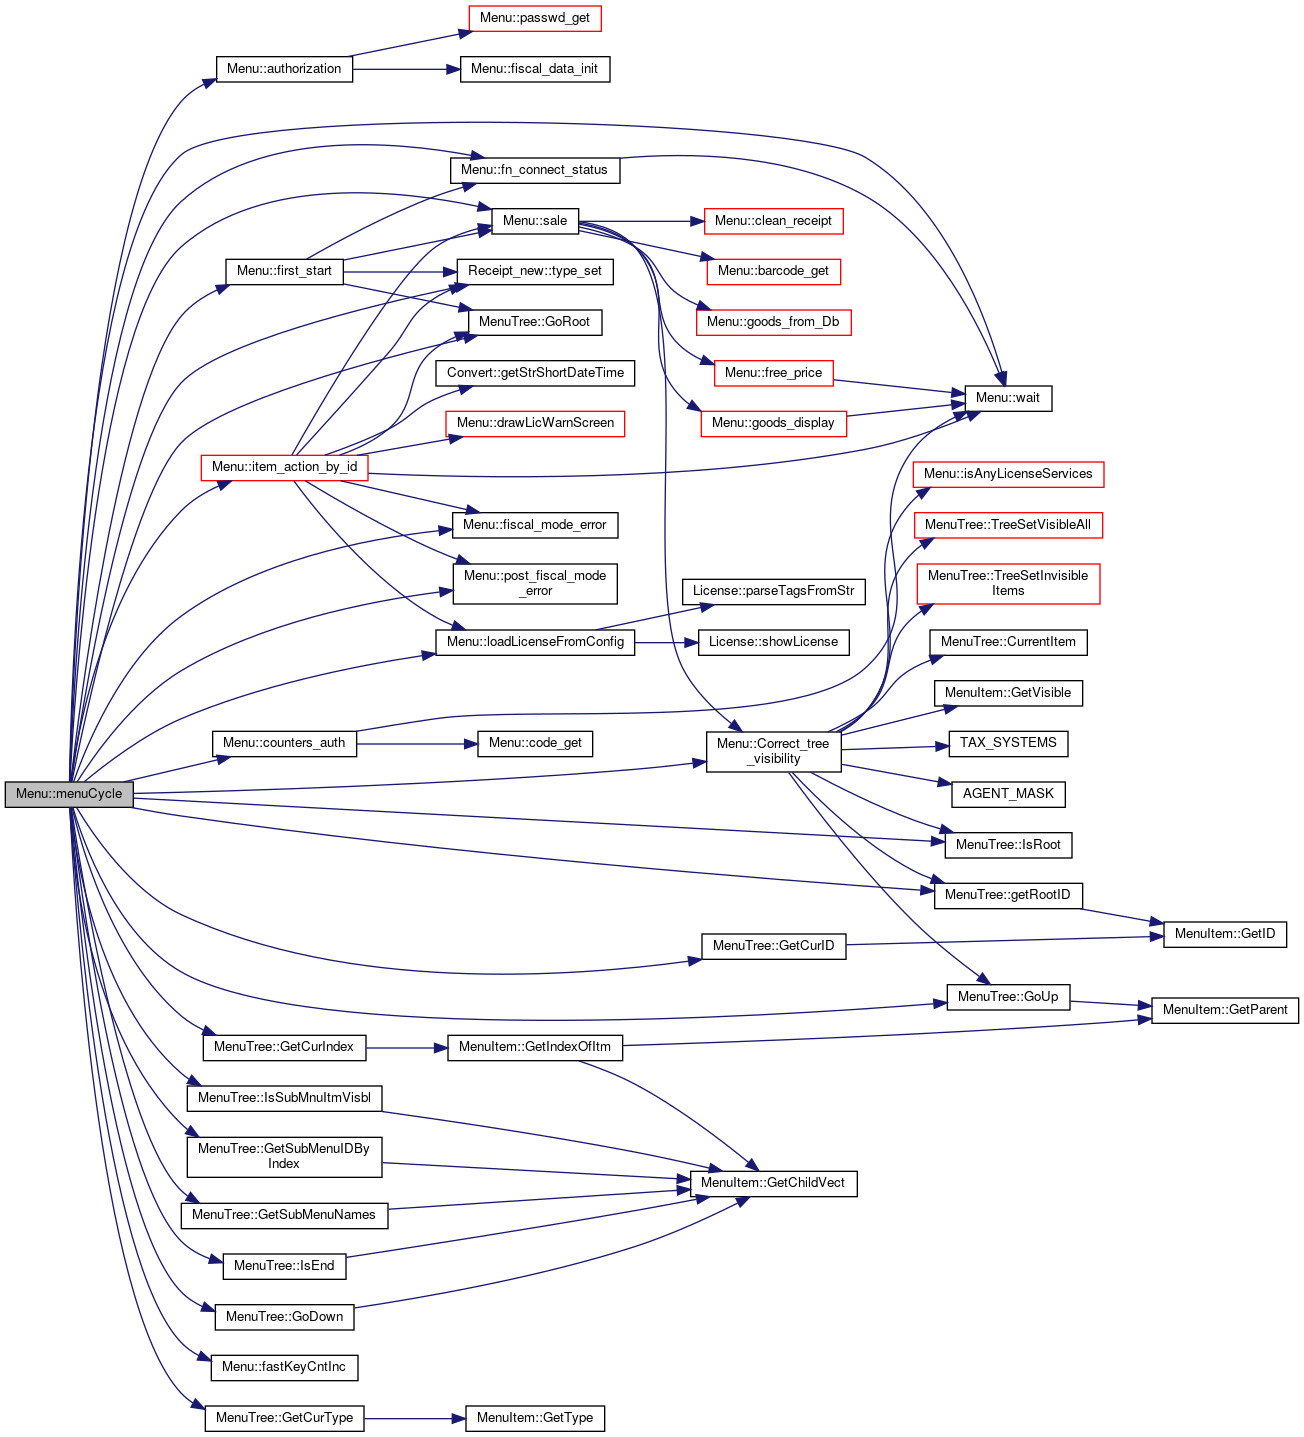 Menu::passwd_get
Menu::authorization
Menu::fiscal_data_init
Menu::fn_connect_status
Menu::sale
Menu::clean_receipt
Menu::first_start
Receipt_new::type_set
Menu::barcode_get
MenuTree::GoRoot
Menu::goods_from_Db
Convert::getStrShortDateTime
Menu::free_price
Menu::wait
Menu::drawLicWarnScreen
Menu::goods_display
Menu::item_action_by_id
Menu::isAnyLicenseServices
Menu::fiscal_mode_error
MenuTree::TreeSetVisibleAll
Menu::post_fiscal_mode
_error
MenuTree::TreeSetInvisible
Items
License::parseTagsFromStr
Menu::loadLicenseFromConfig
License::showLicense
MenuTree::CurrentItem
MenuItem::GetVisible
Menu::counters_auth
Menu::code_get
Menu::Correct_tree
_visibility
TAX_SYSTEMS
Menu::menuCycle
AGENT_MASK
MenuTree::IsRoot
MenuTree::getRootID
MenuTree::GetCurID
MenuItem::GetID
MenuTree::GoUp
MenuItem::GetParent
MenuTree::GetCurIndex
MenuItem::GetIndexOfItm
MenuTree::IsSubMnuItmVisbl
MenuTree::GetSubMenuIDBy
Index
MenuItem::GetChildVect
MenuTree::GetSubMenuNames
MenuTree::IsEnd
MenuTree::GoDown
Menu::fastKeyCntInc
MenuTree::GetCurType
MenuItem::GetType